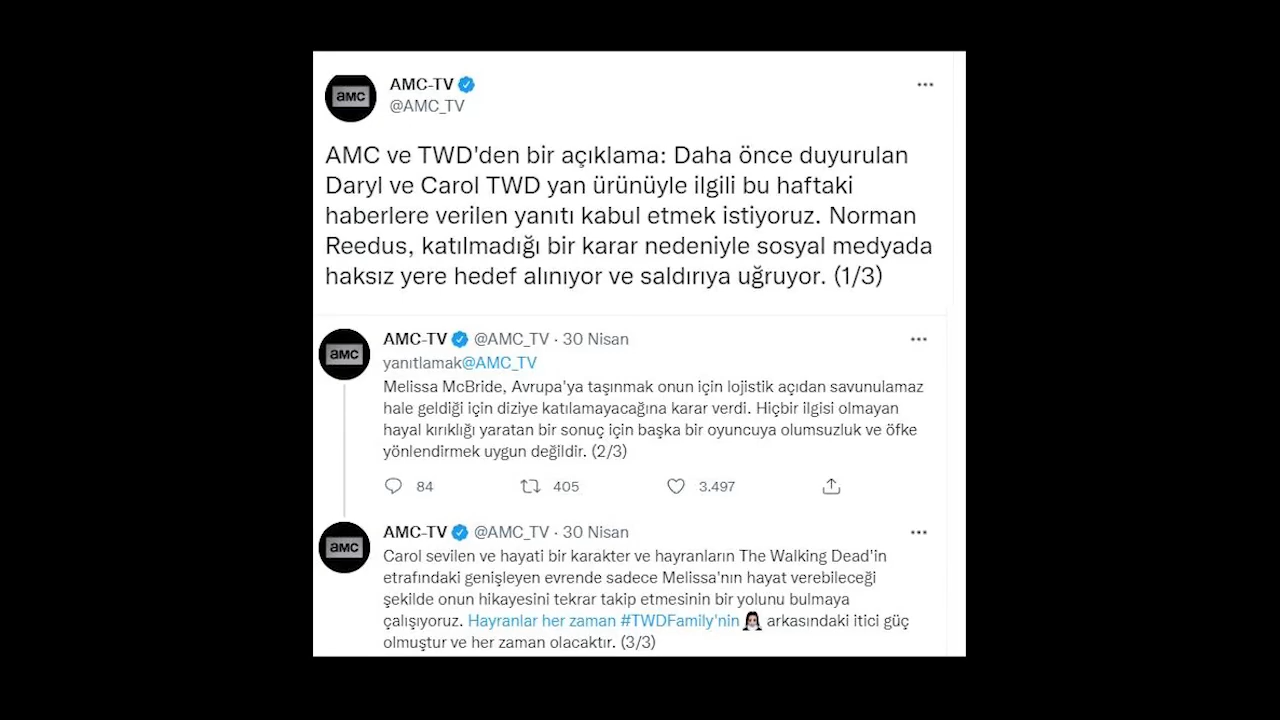 AMC-TV
@AMC_TV
AMC ve TWD'den bir açıklama: Daha önce duyurulan
Daryl ve Carol TWD yan ürünüyle ilgili bu haftaki
haberlere verilen yanıtı kabul etmek istiyoruz. Norman
Reedus, katılmadığı bir karar nedeniyle sosyal medyada
haksız yere hedef alınıyor ve saldırıya uğruyor. (1/3)
AMC-TV @AMC_TV · 30 Nisan
yanıtlamak@AMC_TV
Melissa McBride, Avrupa'ya taşınmak onun için lojistik açıdan savunulamaz
hale geldiği için diziye katılamayacağına karar verdi. Hiçbir ilgisi olmayan
hayal kırıklığı yaratan bir sonuç için başka bir oyuncuya olumsuzluk ve öfke
yönlendirmek uygun değildir. (2/3)
84 405 3.497
AMC-TV @AMC_TV · 30 Nisan
Carol sevilen ve hayati bir karakter ve hayranların The Walking Dead'in
etrafındaki genişleyen evrende sadece Melissa'nın hayat verebileceği
şekilde onun hikayesini tekrar takip etmesinin bir yolunu bulmaya
çalışıyoruz. Hayranlar her zaman #TWDFamily'nin arkasındaki itici güç
olmuştur ve her zaman olacaktır. (3/3)
aMC
aMC
aMC